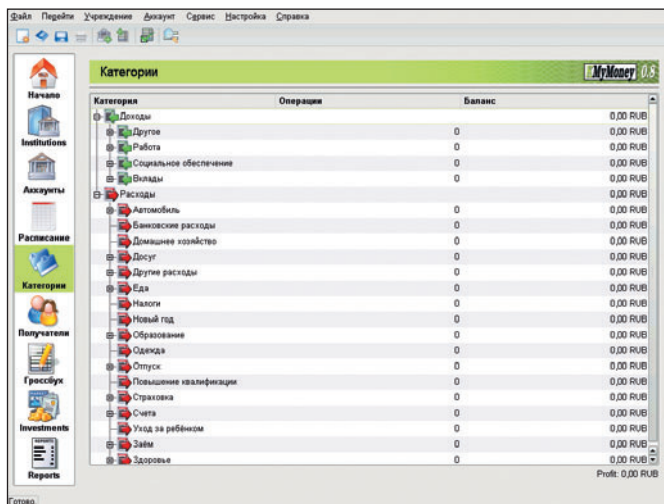 Файл Перейти Учреждение Аккаунт Сервис Настройка Справка
Категории
KMyMoney 0.8
Начало
Institutions
Аккаунты
Расписание
Категории
Получатели
Гроссбух
Investments
Reports
Категория Операции Баланс
Доходы 0,00 RUB
Другое 0 0,00 RUB
Работа 0 0,00 RUB
Социальное обеспечение 0 0,00 RUB
Вклады 0 0,00 RUB
Расходы 0,00 RUB
Автомобиль 0 0,00 RUB
Банковские расходы 0 0,00 RUB
Домашнее хозяйство 0 0,00 RUB
Досуг 0 0,00 RUB
Другие расходы 0 0,00 RUB
Еда 0 0,00 RUB
Налоги 0 0,00 RUB
Новый год 0 0,00 RUB
Образование 0 0,00 RUB
Одежда 0 0,00 RUB
Отпуск 0 0,00 RUB
Повышение квалификации 0 0,00 RUB
Страховка 0 0,00 RUB
Счета 0 0,00 RUB
Уход за ребёнком 0 0,00 RUB
Заём 0 0,00 RUB
Здоровье 0 0,00 RUB
Profit: 0,00 RUB
Готово.